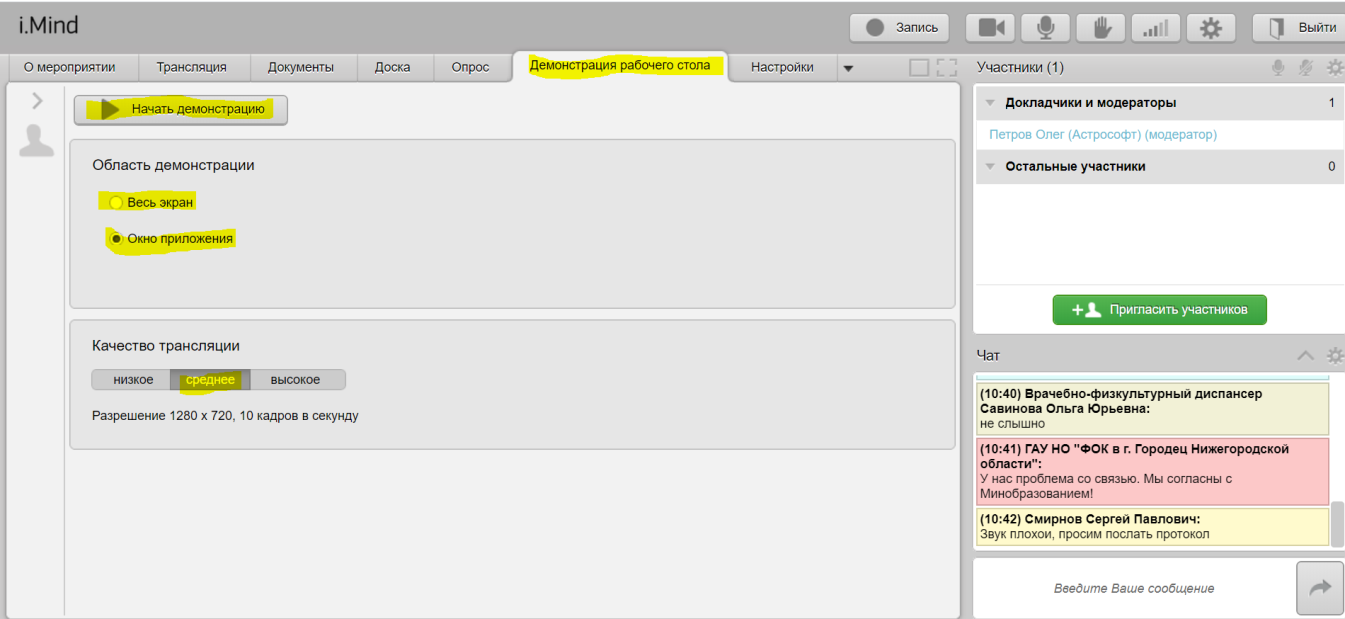 i.Mind
Запись
Выйти
О мероприятии
Трансляция
Документы
Доска
Опрос
Демонстрация рабочего стола
Настройки
Участники (1)
Начать демонстрацию
Область демонстрации
Весь экран
Окно приложения
Качество трансляции
низкое
среднее
высокое
Разрешение 1280 x 720, 10 кадров в секунду
Докладчики и модераторы 1
Петров Олег (Астрософт) (модератор)
Остальные участники 0
Пригласить участников
Чат
(10:40) Врачебно-физкультурный диспансер
Савинова Ольга Юрьевна:
не слышно
(10:41) ГАУ НО "ФОК в г. Городец Нижегородской
области":
У нас проблема со связью. Мы согласны с
Минобразованием!
(10:42) Смирнов Сергей Павлович:
Звук плохои, просим послать протокол
Введите Ваше сообщение